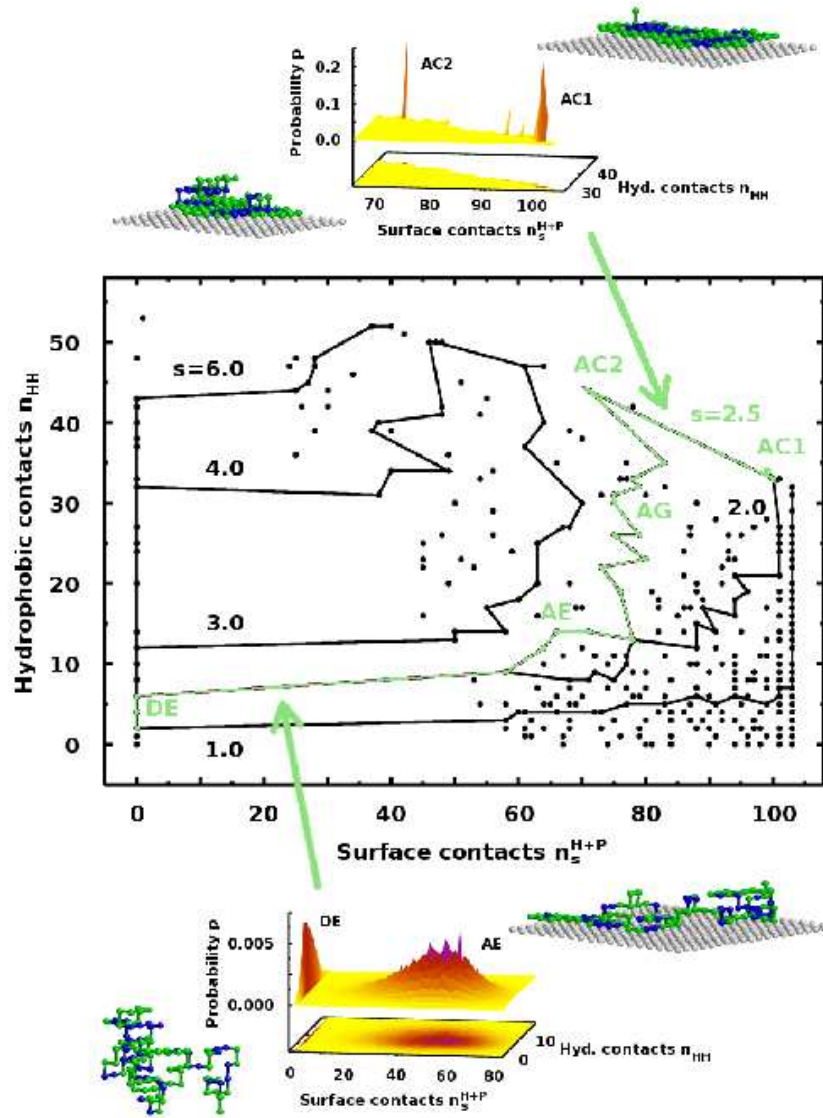 0.2
0.1
0.0
Probability p
AC2
AC1
40
30
Hyd. contacts n_HH
70 80 90 100
Surface contacts n_s^H+P
50
40
30
20
10
0
Hydrophobic contacts n_HH
s=6.0
4.0
3.0
1.0
DE
AE
AG
AC2
s=2.5
AC1
2.0
0 20 40 60 80 100
Surface contacts n_s^H+P
0.005
0.000
Probability p
DE
AE
10
0
Hyd. contacts n_HH
0 20 40 60 80
Surface contacts n_s^H+P